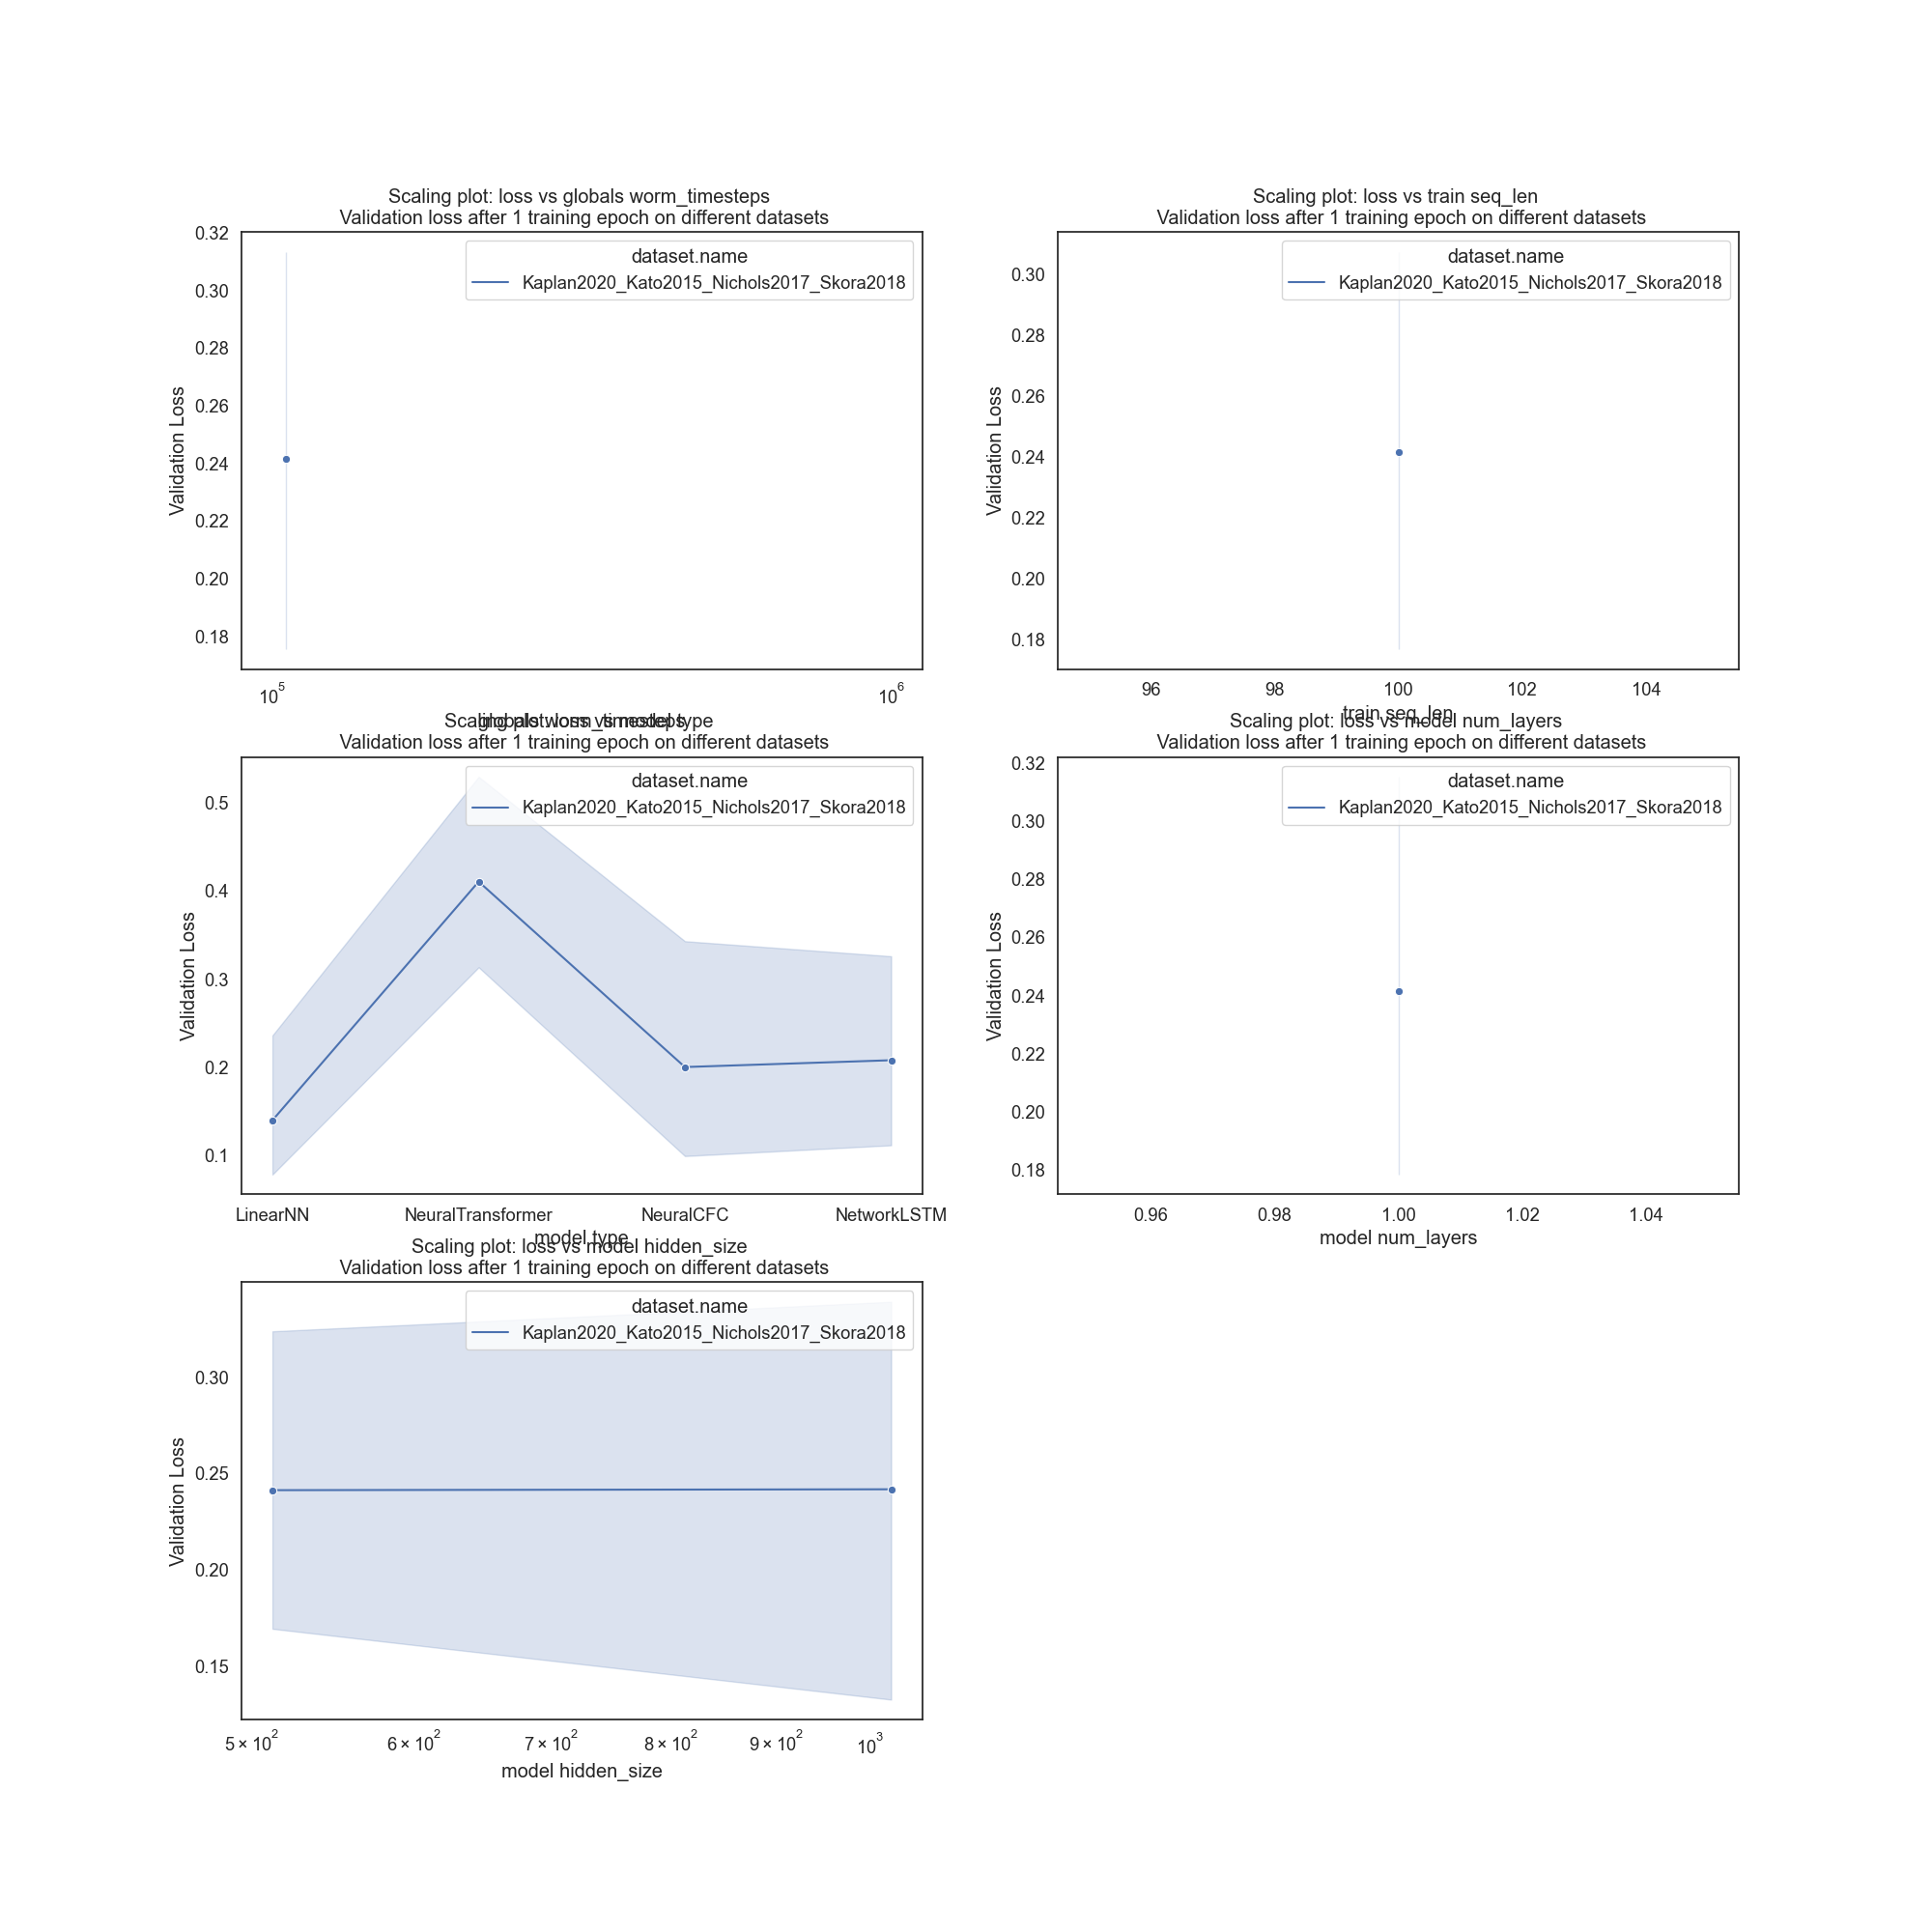 Scaling plot: loss vs globals worm_timesteps
Validation loss after 1 training epoch on different datasets
Validation Loss
0.32
0.30
0.28
0.26
0.24
0.22
0.20
0.18
dataset.name
Kaplan2020_Kato2015_Nichols2017_Skora2018
10^5
10^6
globals worm_timesteps
Scaling plot: loss vs train seq_len
Validation loss after 1 training epoch on different datasets
Validation Loss
0.30
0.28
0.26
0.24
0.22
0.20
0.18
dataset.name
Kaplan2020_Kato2015_Nichols2017_Skora2018
96
98
100
102
104
train seq_len
Scaling plot: loss vs model type
Validation loss after 1 training epoch on different datasets
Validation Loss
0.5
0.4
0.3
0.2
0.1
dataset.name
Kaplan2020_Kato2015_Nichols2017_Skora2018
LinearNN
NeuralTransformer
NeuralCFC
NetworkLSTM
model type
Scaling plot: loss vs model num_layers
Validation loss after 1 training epoch on different datasets
Validation Loss
0.32
0.30
0.28
0.26
0.24
0.22
0.20
0.18
dataset.name
Kaplan2020_Kato2015_Nichols2017_Skora2018
0.96
0.98
1.00
1.02
1.04
model num_layers
Scaling plot: loss vs model hidden_size
Validation loss after 1 training epoch on different datasets
Validation Loss
0.30
0.25
0.20
0.15
dataset.name
Kaplan2020_Kato2015_Nichols2017_Skora2018
5 × 10^2
6 × 10^2
7 × 10^2
8 × 10^2
9 × 10^2
10^3
model hidden_size